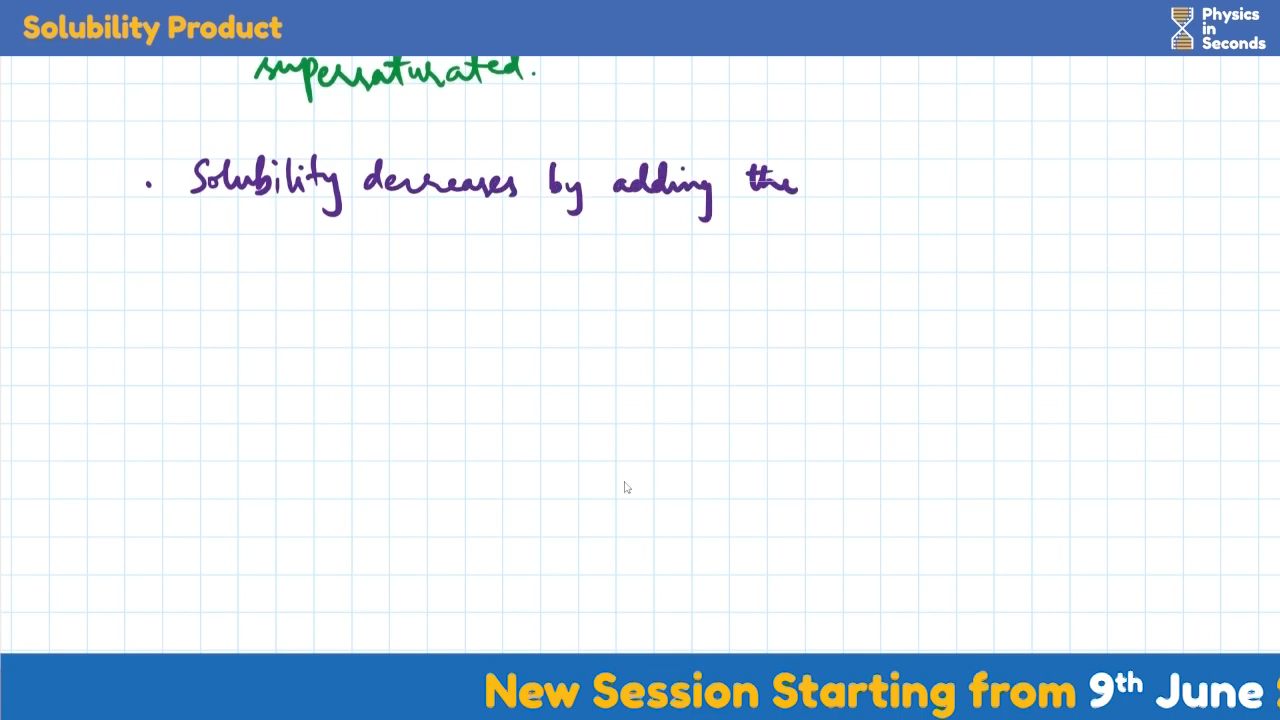 Solubility Product
Physics
in
Seconds
supersaturated.
. Solubility decreases by adding the
New Session Starting from 9th June